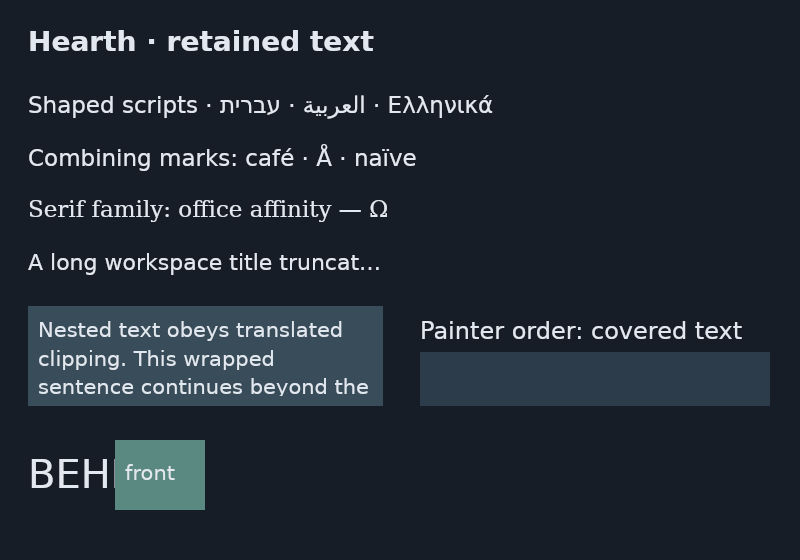 Hearth · retained text
Shaped scripts · עברית · العربية · Ελληνικά
Combining marks: café · Å · naïve
Serif family: office affinity — Ω
A long workspace title truncat…
Nested text obeys translated
clipping. This wrapped
sentence continues beyond the
Painter order: covered text
front